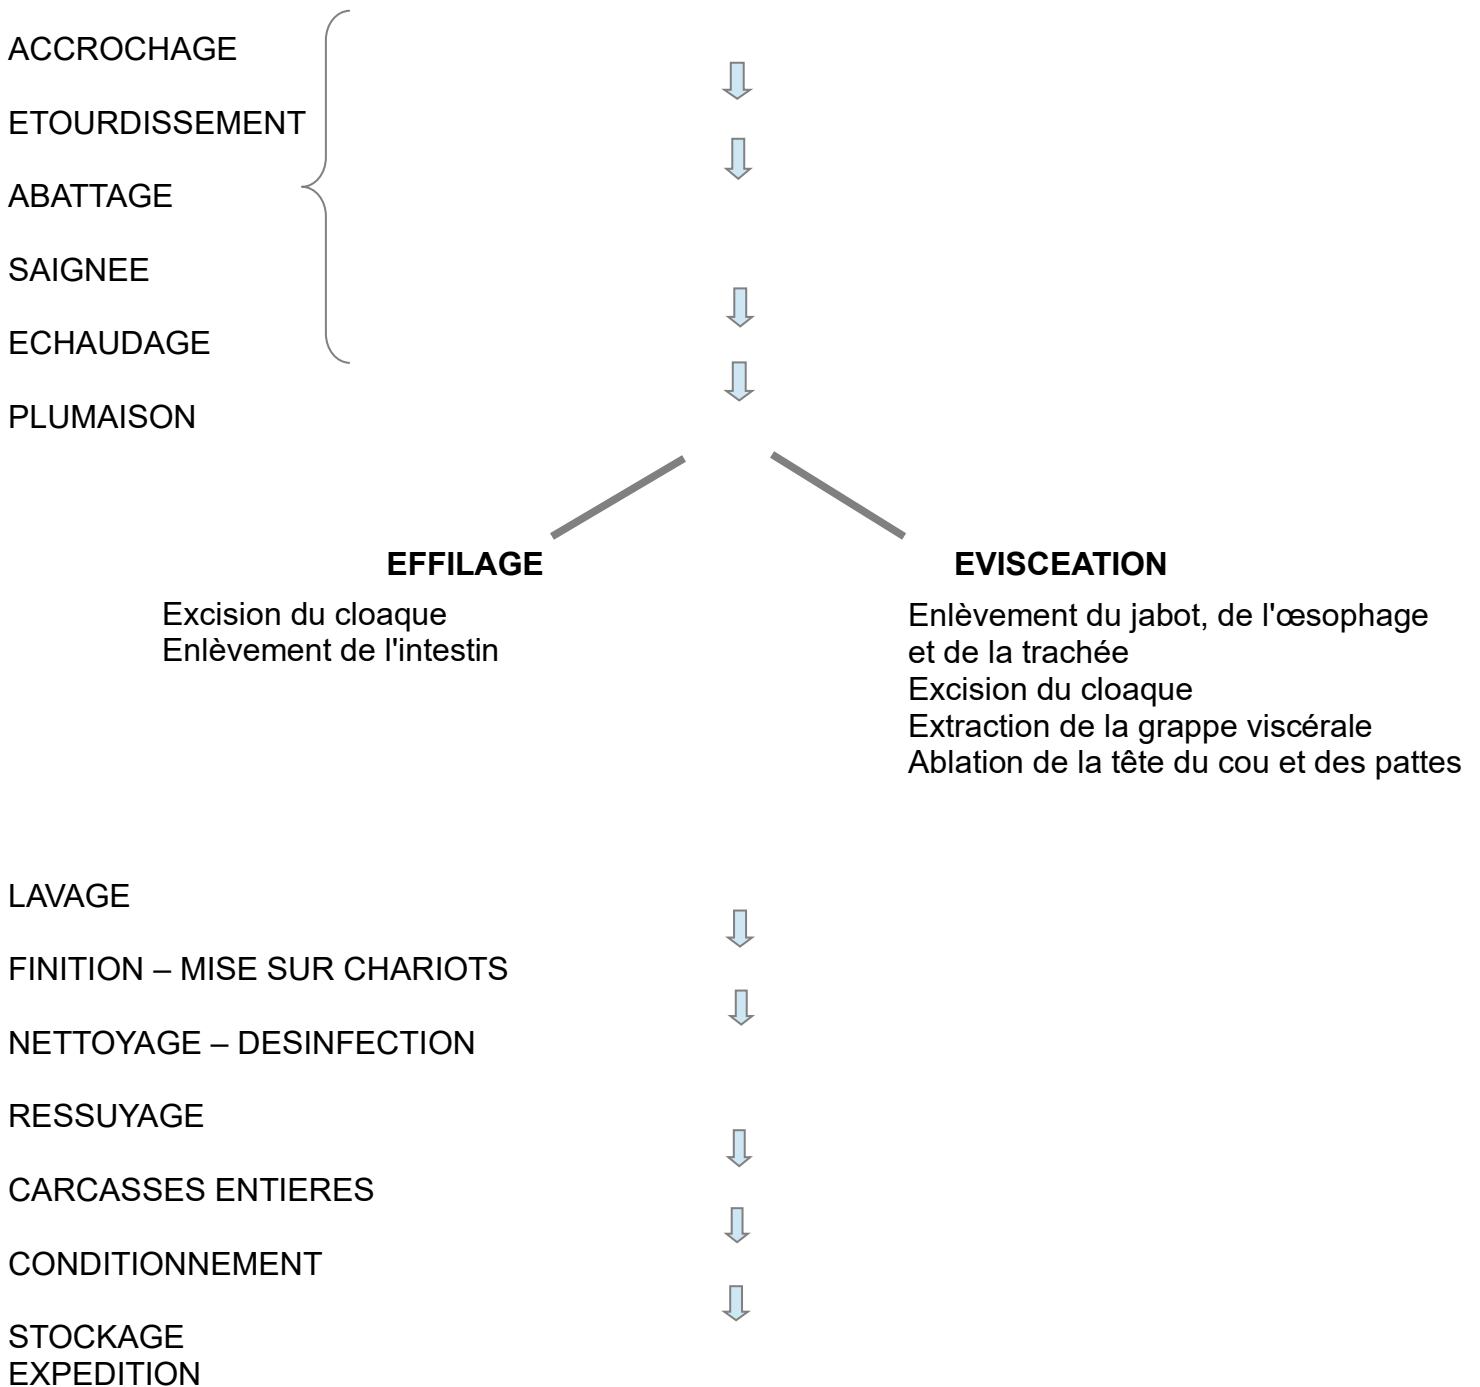 ACCROCHAGE
ETOURDISSEMENT
ABATTAGE
SAIGNEE
ECHAUDAGE
PLUMAISON
EFFILAGE
Excision du cloaque
Enlèvement de l'intestin
EVISCEATION
Enlèvement du jabot, de l'œsophage
et de la trachée
Excision du cloaque
Extraction de la grappe viscérale
Ablation de la tête du cou et des pattes
LAVAGE
FINITION – MISE SUR CHARIOTS
NETTOYAGE – DESINFECTION
RESSUYAGE
CARCASSES ENTIERES
CONDITIONNEMENT
STOCKAGE
EXPEDITION